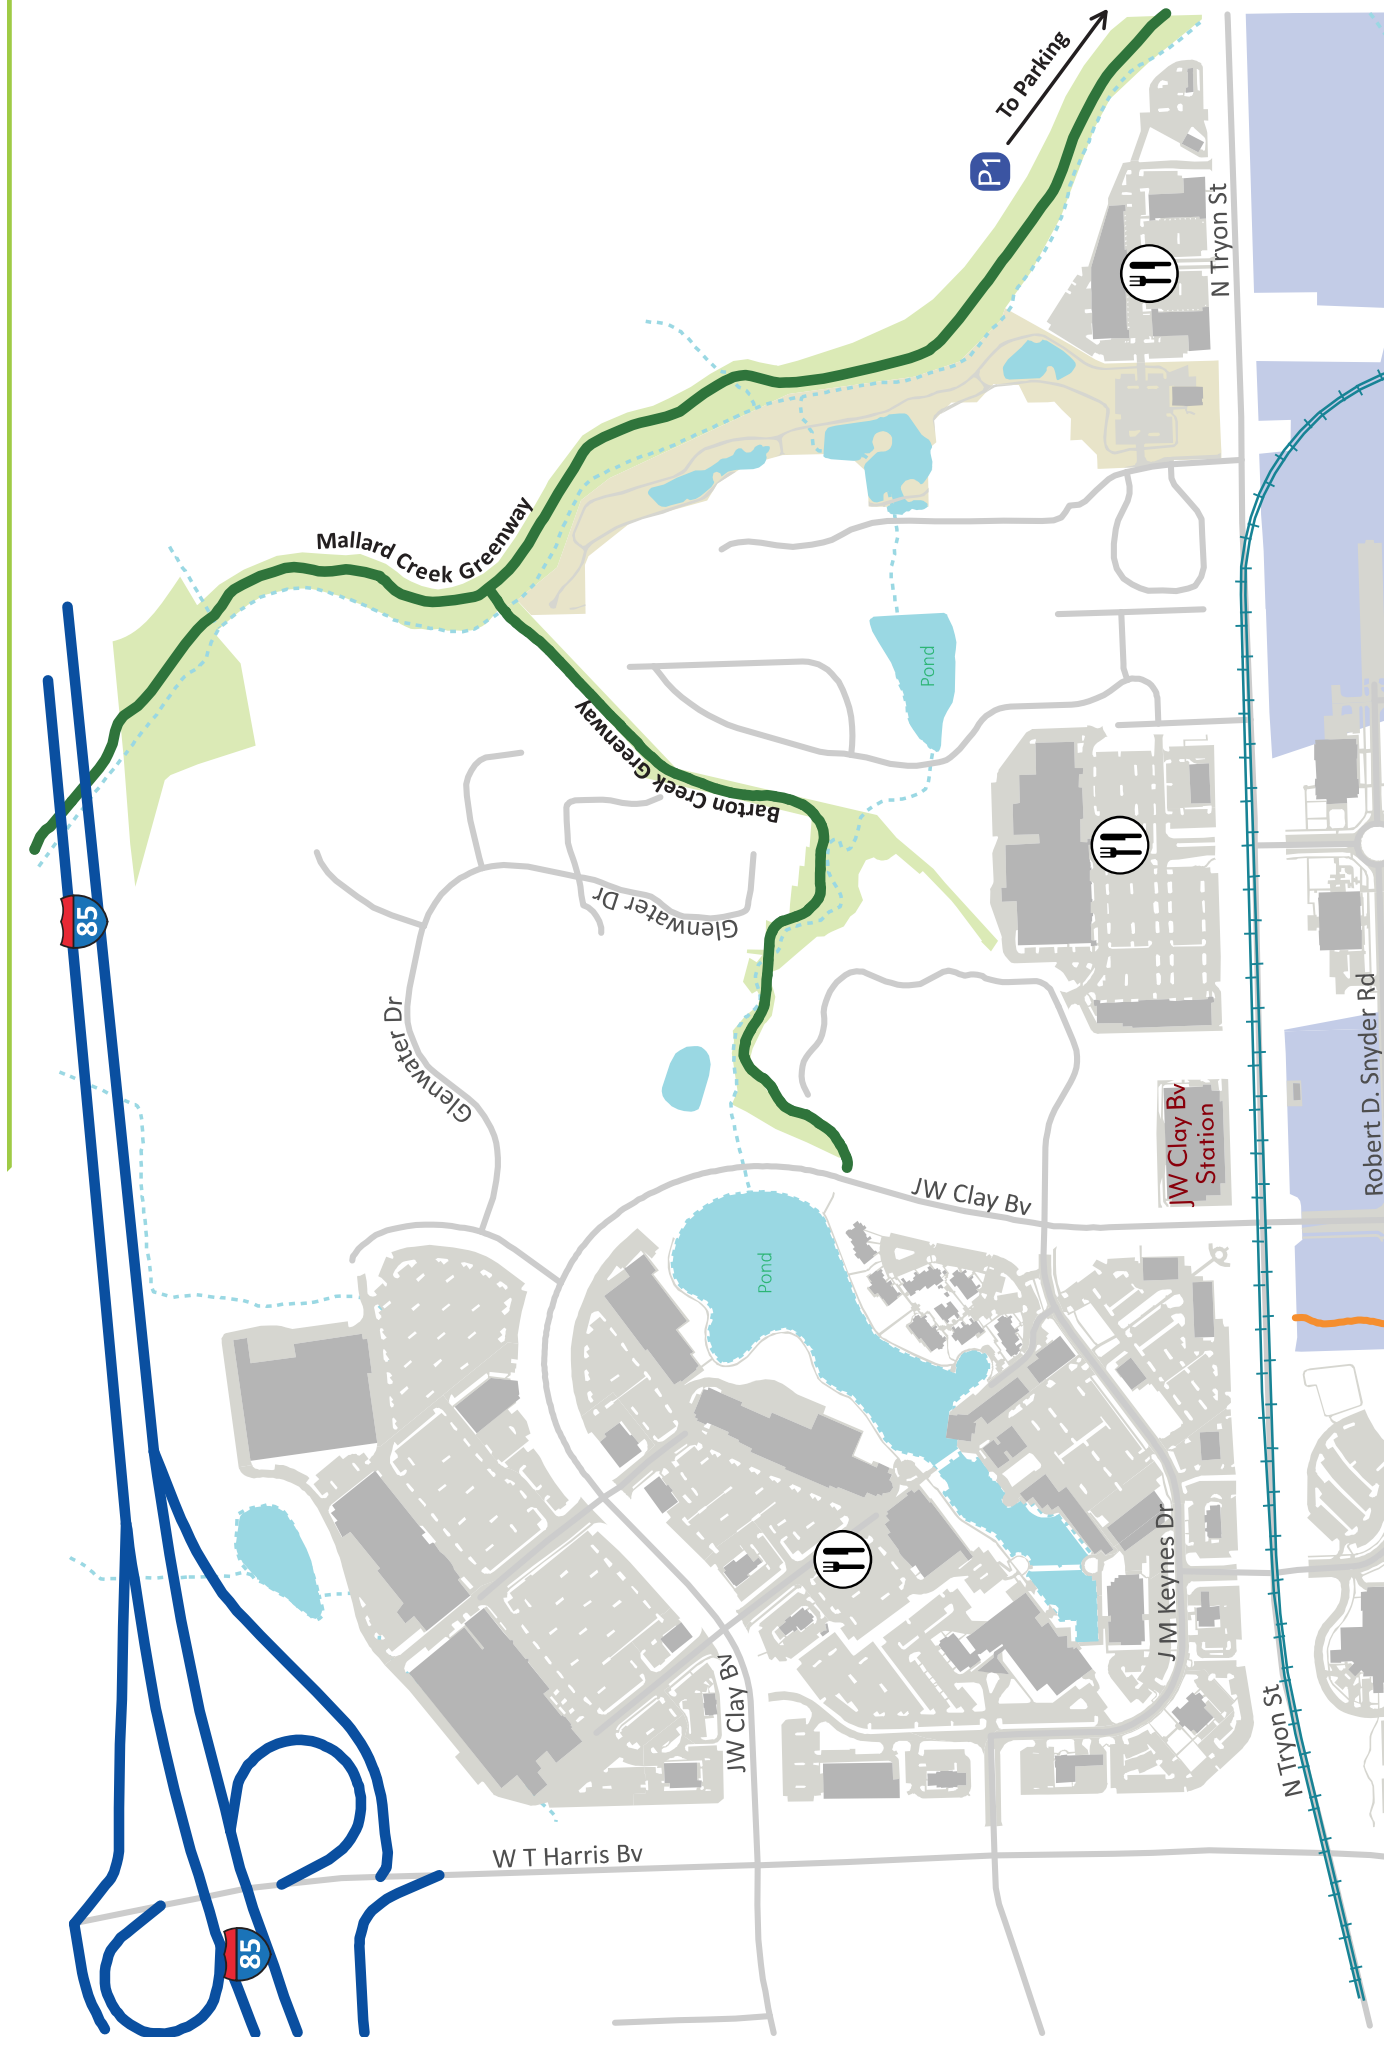 To Parking
P1
N Tryon St
Mallard Creek Greenway
Pond
Barton Creek Greenway
Glenwater Dr
85
Glenwater Dr
Robert D. Snyder Rd
JW Clay Bv
Station
JW Clay Bv
Pond
J M Keynes Dr
JW Clay Bv
N Tryon St
W T Harris Bv
85